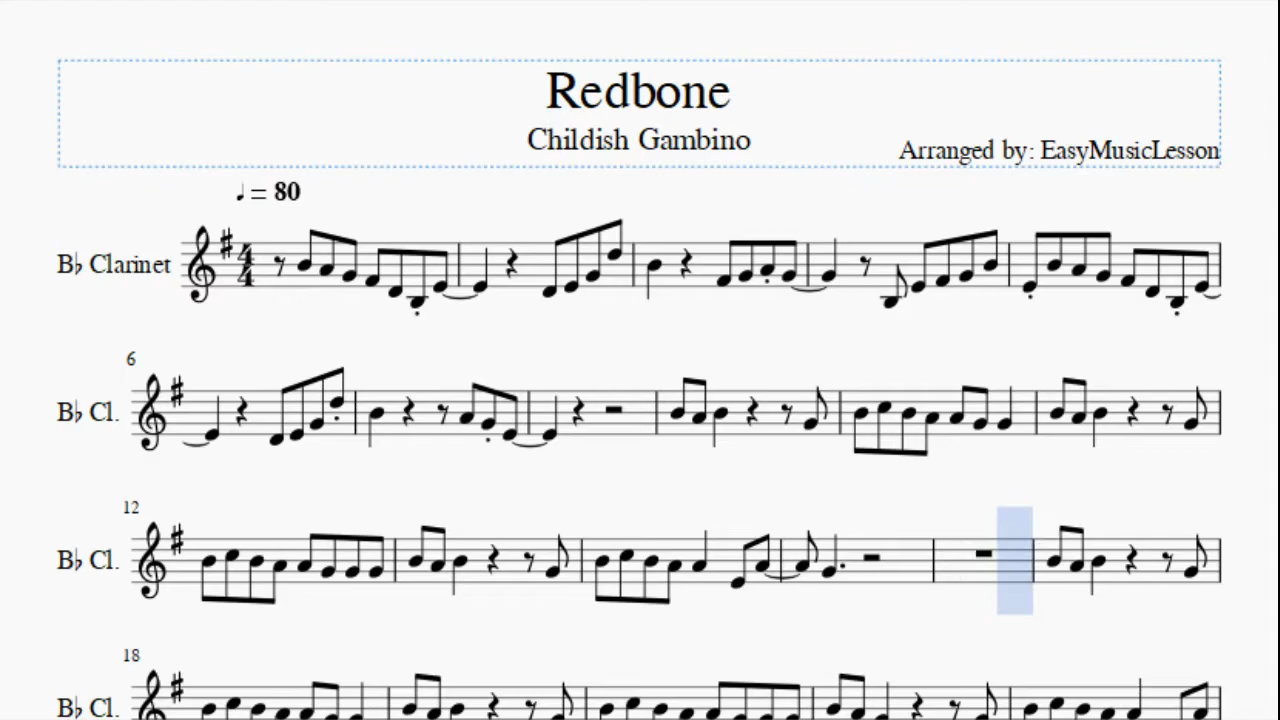 Redbone
Childish Gambino
Arranged by: EasyMusicLesson
♩ = 80
B♭ Clarinet
6
B♭ Cl.
12
B♭ Cl.
18
B♭ Cl.